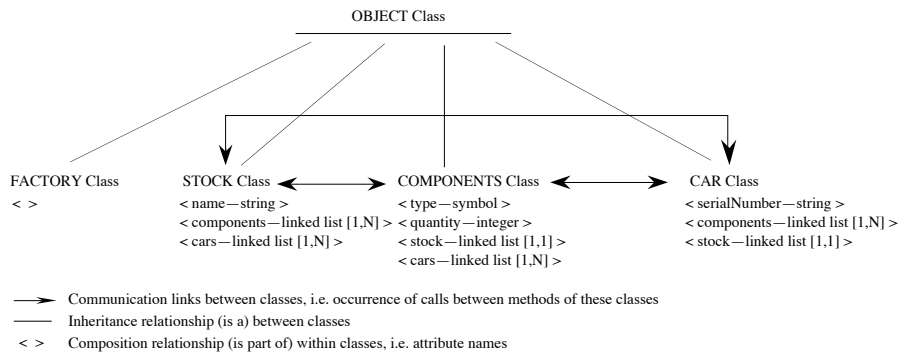 OBJECT Class
FACTORY Class
< >
STOCK Class
< name—string >
< components—linked list [1,N] >
< cars—linked list [1,N] >
COMPONENTS Class
< type—symbol >
< quantity—integer >
< stock—linked list [1,1] >
< cars—linked list [1,N] >
CAR Class
< serialNumber—string >
< components—linked list [1,N] >
< stock—linked list [1,1] >
Communication links between classes, i.e. occurrence of calls between methods of these classes
Inheritance relationship (is a) between classes
< > Composition relationship (is part of) within classes, i.e. attribute names